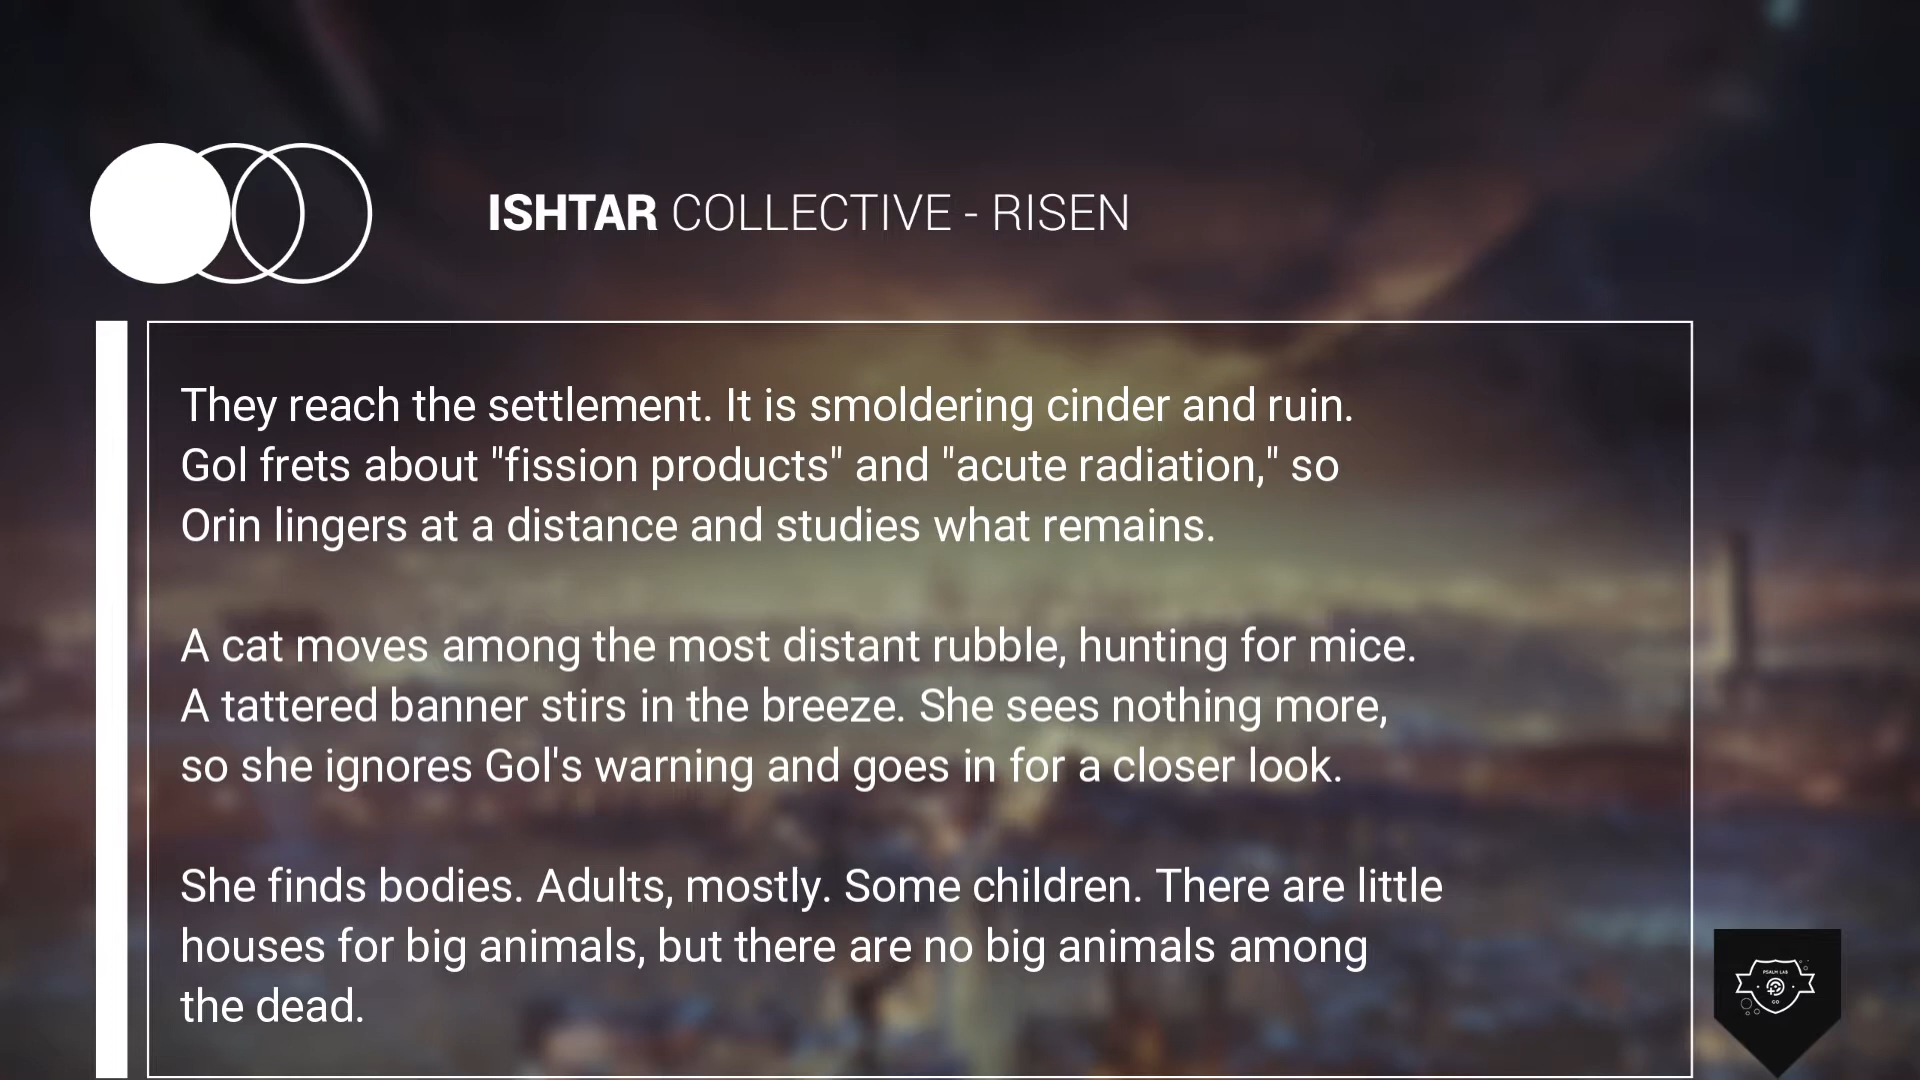 ISHTAR COLLECTIVE - RISEN
They reach the settlement. It is smoldering cinder and ruin.
Gol frets about "fission products" and "acute radiation," so
Orin lingers at a distance and studies what remains.
A cat moves among the most distant rubble, hunting for mice.
A tattered banner stirs in the breeze. She sees nothing more,
so she ignores Gol's warning and goes in for a closer look.
She finds bodies. Adults, mostly. Some children. There are little
houses for big animals, but there are no big animals among
the dead.
PSALM LAB
GO